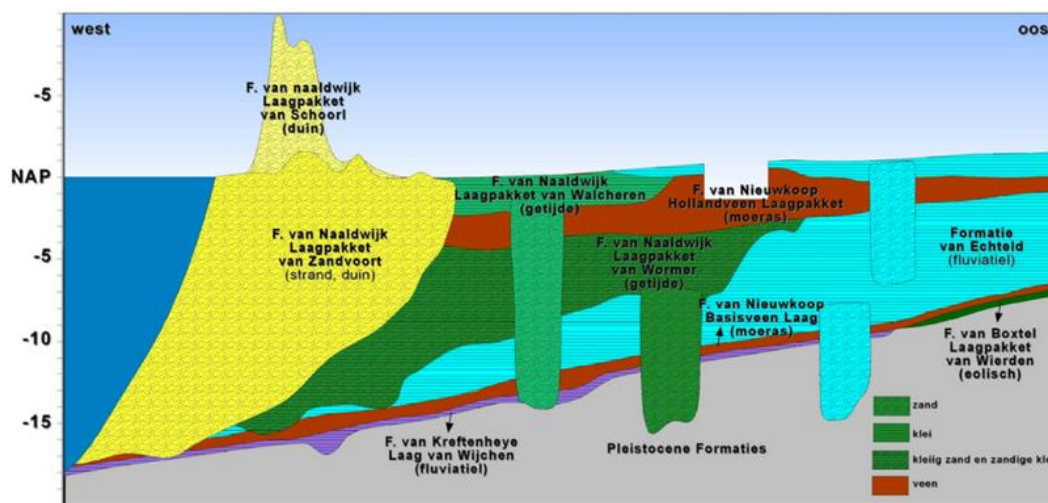 west
oos
F. van naaldwijk
Laagpakket
van Schoorl
(duin)
-5
NAP
F. van Naaldwijk
Laagpakket van Walcheren
(getijde)
F. van Nieuwkoop
Hollandveen Laagpakket
(moeras)
F. van Naaldwijk
Laagpakket
van Zandvoort
(strand, duin)
F. van Naaldwijk
Laagpakket
van Wormer
(getijde)
Formatie
van Echteld
(fluviatiel)
-5
F. van Nieuwkoop
Basisveen Laag
(moeras)
-10
F. van Boxtel
Laagpakket
van Wierden
(eolisch)
-15
F. van Kreftenheye
Laag van Wijchen
(fluviatiel)
Pleistocene Formaties
zand
klei
kleiig zand en zandige kle
veen